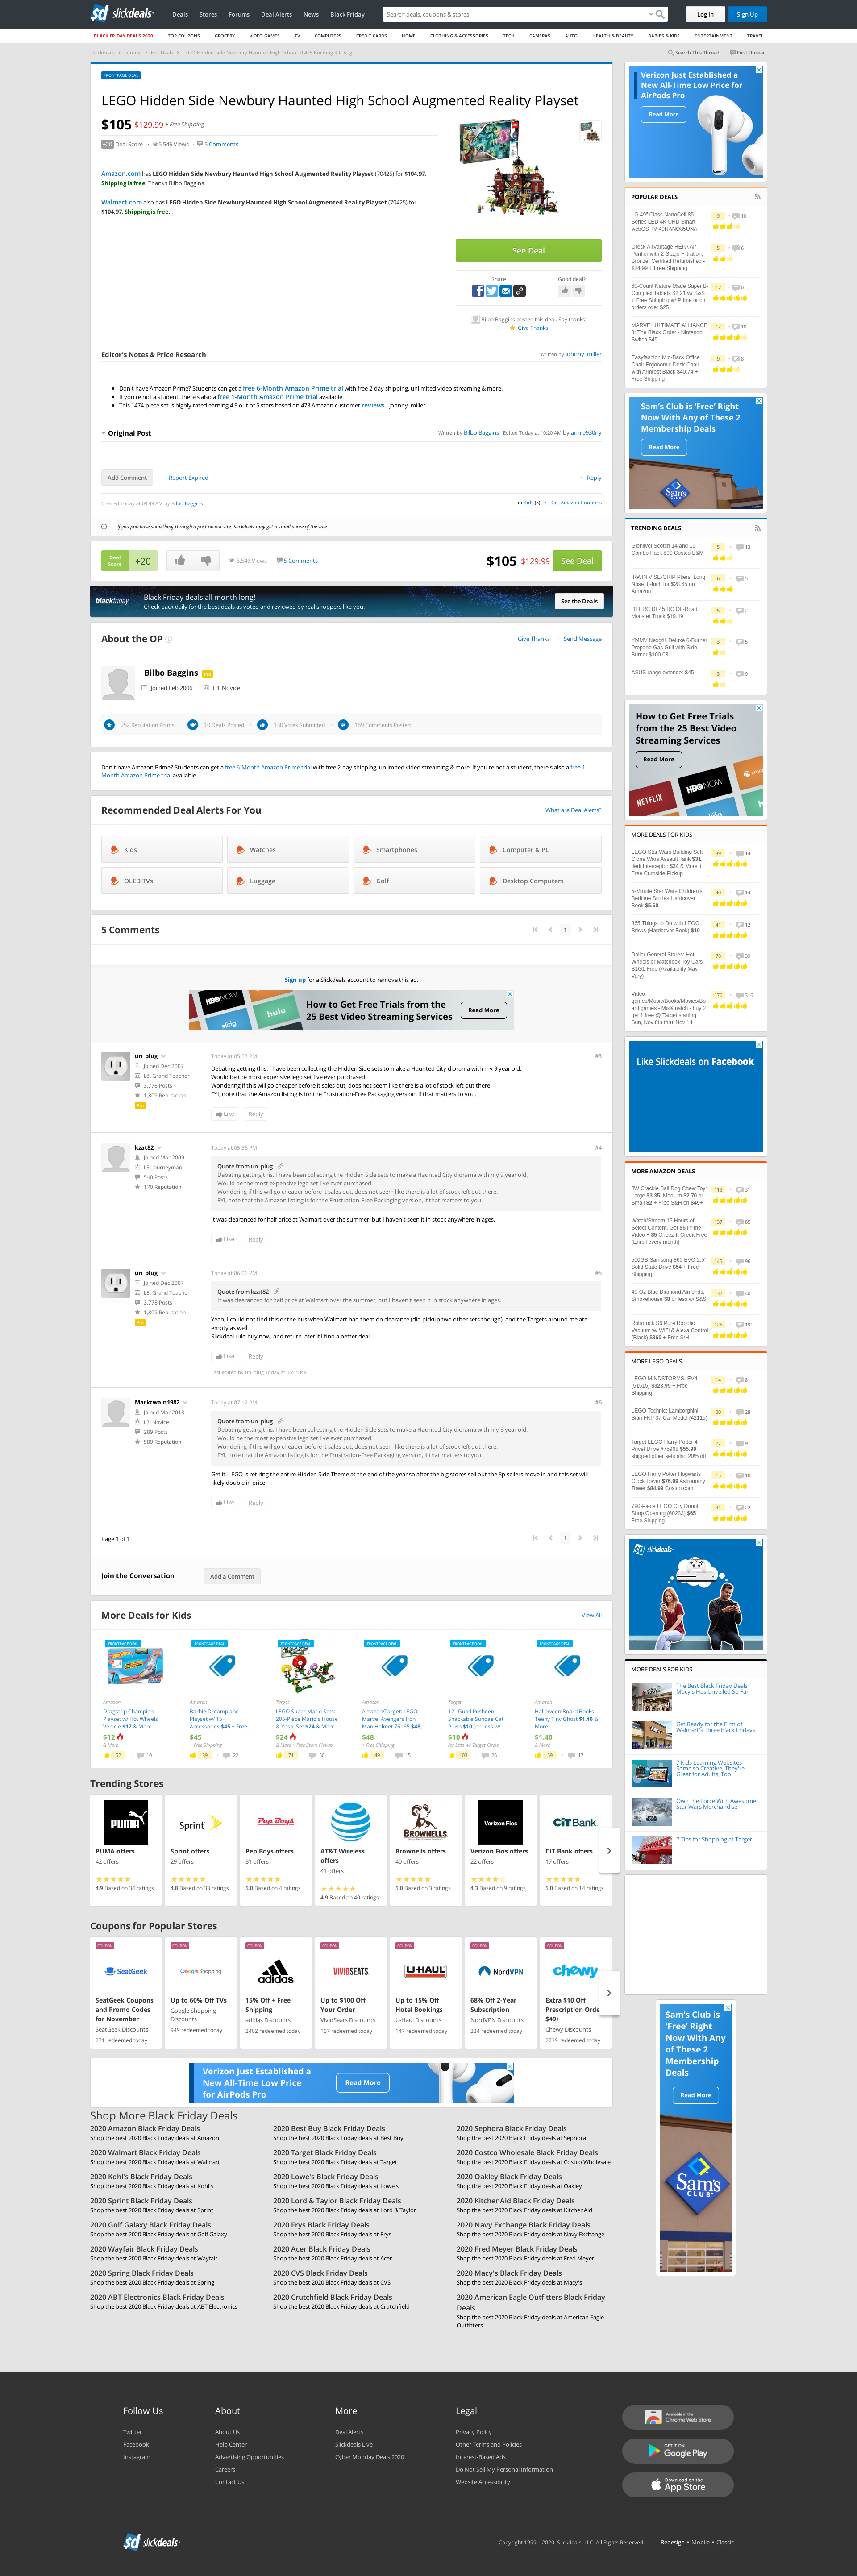 slickdeals
Deals
Stores
Forums
Deal Alerts
News
Black Friday
Search deals, coupons & stores
Log In
Sign Up
BLACK FRIDAY DEALS 2020
TOP COUPONS
GROCERY
VIDEO GAMES
TV
COMPUTERS
CREDIT CARDS
HOME
CLOTHING & ACCESSORIES
TECH
CAMERAS
AUTO
HEALTH & BEAUTY
BABIES & KIDS
ENTERTAINMENT
TRAVEL
Slickdeals > Forums > Hot Deals > LEGO Hidden Side Newbury Haunted High School 70425 Building Kit, Aug...
Search This Thread
First Unread
FRONTPAGE DEAL
LEGO Hidden Side Newbury Haunted High School Augmented Reality Playset
$105 $129.99 + Free Shipping
+20 Deal Score
5,546 Views
5 Comments
Amazon.com has LEGO Hidden Side Newbury Haunted High School Augmented Reality Playset (70425) for $104.97.
Shipping is free. Thanks Bilbo Baggins
Walmart.com also has LEGO Hidden Side Newbury Haunted High School Augmented Reality Playset (70425) for
$104.97. Shipping is free.
See Deal
Share
Good deal?
Bilbo Baggins posted this deal. Say thanks!
Give Thanks
Editor's Notes & Price Research
Written by johnny_miller
Don't have Amazon Prime? Students can get a free 6-Month Amazon Prime trial with free 2-day shipping, unlimited video streaming & more.
If you're not a student, there's also a free 1-Month Amazon Prime trial available.
This 1474-piece set is highly rated earning 4.9 out of 5 stars based on 473 Amazon customer reviews. -johnny_miller
Original Post
Written by Bilbo Baggins Edited Today at 10:20 AM by annie930ny
Add Comment
Report Expired
Reply
Created Today at 09:49 AM by Bilbo Baggins
in Kids (5)
Get Amazon Coupons
If you purchase something through a post on our site, Slickdeals may get a small share of the sale.
Deal Score
+20
5,546 Views
5 Comments
$105 $129.99
See Deal
blackfriday
Black Friday deals all month long!
Check back daily for the best deals as voted and reviewed by real shoppers like you.
See the Deals
About the OP
Give Thanks
Send Message
Bilbo Baggins
Joined Feb 2006
L3: Novice
252 Reputation Points
10 Deals Posted
130 Votes Submitted
169 Comments Posted
Don't have Amazon Prime? Students can get a free 6-Month Amazon Prime trial with free 2-day shipping, unlimited video streaming & more. If you're not a student, there's also a free 1-
Month Amazon Prime trial available.
Recommended Deal Alerts For You
What are Deal Alerts?
Kids
Watches
Smartphones
Computer & PC
OLED TVs
Luggage
Golf
Desktop Computers
5 Comments
1
Sign up for a Slickdeals account to remove this ad.
HBO NOW
sling
hulu
How to Get Free Trials from the
25 Best Video Streaming Services
Read More
un_plug
Joined Dec 2007
L8: Grand Teacher
3,778 Posts
1,809 Reputation
Pro
Today at 05:53 PM
#3
Debating getting this. I have been collecting the Hidden Side sets to make a Haunted City diorama with my 9 year old.
Would be the most expensive lego set I've ever purchased.
Wondering if this will go cheaper before it sales out, does not seem like there is a lot of stock left out there.
FYI, note that the Amazon listing is for the Frustration-Free Packaging version, if that matters to you.
Like
Reply
kzat82
Joined Mar 2009
L5: Journeyman
540 Posts
170 Reputation
Today at 05:56 PM
#4
Quote from un_plug
Debating getting this. I have been collecting the Hidden Side sets to make a Haunted City diorama with my 9 year old.
Would be the most expensive lego set I've ever purchased.
Wondering if this will go cheaper before it sales out, does not seem like there is a lot of stock left out there.
FYI, note that the Amazon listing is for the Frustration-Free Packaging version, if that matters to you.
It was clearanced for half price at Walmart over the summer, but I haven't seen it in stock anywhere in ages.
Like
Reply
un_plug
Joined Dec 2007
L8: Grand Teacher
3,778 Posts
1,809 Reputation
Pro
Today at 06:06 PM
#5
Quote from kzat82
It was clearanced for half price at Walmart over the summer, but I haven't seen it in stock anywhere in ages.
Yeah, I could not find this or the bus when Walmart had them on clearance (did pickup two other sets though), and the Targets around me are
empty as well.
Slickdeal rule-buy now, and return later if I find a better deal.
Like
Reply
Last edited by un_plug Today at 06:15 PM.
Marktwain1982
Joined Mar 2013
L3: Novice
289 Posts
589 Reputation
Today at 07:12 PM
#6
Quote from un_plug
Debating getting this. I have been collecting the Hidden Side sets to make a Haunted City diorama with my 9 year old.
Would be the most expensive lego set I've ever purchased.
Wondering if this will go cheaper before it sales out, does not seem like there is a lot of stock left out there.
FYI, note that the Amazon listing is for the Frustration-Free Packaging version, if that matters to you.
Get it. LEGO is retiring the entire Hidden Side Theme at the end of the year so after the big stores sell out the 3p sellers move in and this set will
likely double in price.
Like
Reply
Page 1 of 1
1
Join the Conversation
Add a Comment
More Deals for Kids
View All
Amazon
Dragstrip Champion
Playset w/ Hot Wheels
Vehicle $12 & More
$12
& More
52
10
Amazon
Barbie Dreamplane
Playset w/ 15+
Accessories $45 + Free...
$45
+ Free Shipping
39
22
Target
LEGO Super Mario Sets:
205-Piece Mario's House
& Yoshi Set $24 & More ...
$24
& More + Free Store Pickup
71
50
Amazon
Amazon/Target: LEGO
Marvel Avengers Iron
Man Helmet 76165 $48,...
$48
+ Free Shipping
49
15
Target
12" Gund Pusheen
Snackable Sundae Cat
Plush $10 (or Less w/...
$10
(or Less w/ Target Circle
103
26
Amazon
Halloween Board Books:
Teeny Tiny Ghost $1.40 &
More
$1.40
& More
59
17
Trending Stores
PUMA offers
42 offers
4.9 Based on 34 ratings
Sprint offers
29 offers
4.8 Based on 33 ratings
Pep Boys offers
31 offers
5.0 Based on 4 ratings
AT&T Wireless
offers
41 offers
4.9 Based on 40 ratings
Brownells offers
40 offers
5.0 Based on 3 ratings
Verizon Fios offers
22 offers
4.3 Based on 9 ratings
CIT Bank offers
17 offers
5.0 Based on 14 ratings
Coupons for Popular Stores
SeatGeek Coupons
and Promo Codes
for November
SeatGeek Discounts
271 redeemed today
Up to 60% Off TVs
Google Shopping
Discounts
949 redeemed today
15% Off + Free
Shipping
adidas Discounts
2402 redeemed today
Up to $100 Off
Your Order
VividSeats Discounts
167 redeemed today
Up to 15% Off
Hotel Bookings
U-Haul Discounts
147 redeemed today
68% Off 2-Year
Subscription
NordVPN Discounts
234 redeemed today
Extra $10 Off
Prescription Orde
$49+
Chewy Discounts
2739 redeemed today
Verizon Just Established a
New All-Time Low Price
for AirPods Pro
Read More
Shop More Black Friday Deals
2020 Amazon Black Friday Deals
Shop the best 2020 Black Friday deals at Amazon
2020 Walmart Black Friday Deals
Shop the best 2020 Black Friday deals at Walmart
2020 Kohl's Black Friday Deals
Shop the best 2020 Black Friday deals at Kohl's
2020 Sprint Black Friday Deals
Shop the best 2020 Black Friday deals at Sprint
2020 Golf Galaxy Black Friday Deals
Shop the best 2020 Black Friday deals at Golf Galaxy
2020 Wayfair Black Friday Deals
Shop the best 2020 Black Friday deals at Wayfair
2020 Spring Black Friday Deals
Shop the best 2020 Black Friday deals at Spring
2020 ABT Electronics Black Friday Deals
Shop the best 2020 Black Friday deals at ABT Electronics
2020 Best Buy Black Friday Deals
Shop the best 2020 Black Friday deals at Best Buy
2020 Target Black Friday Deals
Shop the best 2020 Black Friday deals at Target
2020 Lowe's Black Friday Deals
Shop the best 2020 Black Friday deals at Lowe's
2020 Lord & Taylor Black Friday Deals
Shop the best 2020 Black Friday deals at Lord & Taylor
2020 Frys Black Friday Deals
Shop the best 2020 Black Friday deals at Frys
2020 Acer Black Friday Deals
Shop the best 2020 Black Friday deals at Acer
2020 CVS Black Friday Deals
Shop the best 2020 Black Friday deals at CVS
2020 Crutchfield Black Friday Deals
Shop the best 2020 Black Friday deals at Crutchfield
2020 Sephora Black Friday Deals
Shop the best 2020 Black Friday deals at Sephora
2020 Costco Wholesale Black Friday Deals
Shop the best 2020 Black Friday deals at Costco Wholesale
2020 Oakley Black Friday Deals
Shop the best 2020 Black Friday deals at Oakley
2020 KitchenAid Black Friday Deals
Shop the best 2020 Black Friday deals at KitchenAid
2020 Navy Exchange Black Friday Deals
Shop the best 2020 Black Friday deals at Navy Exchange
2020 Fred Meyer Black Friday Deals
Shop the best 2020 Black Friday deals at Fred Meyer
2020 Macy's Black Friday Deals
Shop the best 2020 Black Friday deals at Macy's
2020 American Eagle Outfitters Black Friday
Deals
Shop the best 2020 Black Friday deals at American Eagle
Outfitters
Verizon Just Established a
New All-Time Low Price for
AirPods Pro
Read More
POPULAR DEALS
LG 49" Class NanoCell 85
Series LED 4K UHD Smart
webOS TV 49NANO85UNA
9
10
Oreck AirVantage HEPA Air
Purifier with 2-Stage Filtration,
Bronze, Certified Refurbished -
$34.99 + Free Shipping
5
6
60-Count Nature Made Super B-
Complex Tablets $2.21 w/ S&S
+ Free Shipping w/ Prime or on
orders over $25
17
0
MARVEL ULTIMATE ALLIANCE
3: The Black Order - Nintendo
Switch $45
12
10
Easyfashion Mid-Back Office
Chair Ergonomic Desk Chair
with Armrest Black $40.74 +
Free Shipping
9
8
Sam's Club is 'Free' Right
Now With Any of These 2
Membership Deals
Read More
TRENDING DEALS
Glenlivet Scotch 14 and 15
Combo Pack $90 Costco B&M
5
13
IRWIN VISE-GRIP Pliers, Long
Nose, 8-Inch for $28.65 on
Amazon
6
5
DEERC DE45 RC Off-Road
Monster Truck $19.49
5
2
YMMV Nexgrill Deluxe 6-Burner
Propane Gas Grill with Side
Burner $100.03
3
5
ASUS range extender $45
3
9
How to Get Free Trials
from the 25 Best Video
Streaming Services
Read More
NETFLIX
HBO NOW
MORE DEALS FOR KIDS
LEGO Star Wars Building Set:
Clone Wars Assault Tank $31,
Jedi Interceptor $24 & More +
Free Curbside Pickup
39
14
5-Minute Star Wars Children's
Bedtime Stories Hardcover
Book $5.60
40
14
365 Things to Do with LEGO
Bricks (Hardcover Book) $10
41
12
Dollar General Stores: Hot
Wheels or Matchbox Toy Cars
B1G1 Free (Availability May
Vary)
78
39
Video
games/Music/Books/Movies/Bo
ard games - Mix&match - buy 2
get 1 free @ Target starting
Sun, Nov 8th thru' Nov 14
176
316
Like Slickdeals on Facebook
MORE AMAZON DEALS
JW Crackle Ball Dog Chew Toy:
Large $3.35, Medium $2.70 or
Small $2 + Free S&H on $49+
113
31
Watch/Stream 15 Hours of
Select Content, Get $5 Prime
Video + $5 Cheez-It Credit Free
(Enroll every month)
137
85
500GB Samsung 860 EVO 2.5"
Solid State Drive $54 + Free
Shipping
145
96
40-Oz Blue Diamond Almonds,
Smokehouse $8 or less w/ S&S
132
40
Roborock S6 Pure Robotic
Vacuum w/ WiFi & Alexa Control
(Black) $360 + Free S/H
126
191
MORE LEGO DEALS
LEGO MINDSTORMS: EV4
(51515) $323.99 + Free
Shipping
14
8
LEGO Technic: Lamborghini
Sián FKP 37 Car Model (42115)
20
28
Target LEGO Harry Potter 4
Privet Drive #75968 $55.99
shipped other sets also 20% off
27
9
LEGO Harry Potter Hogwarts
Clock Tower $76.99 Astronomy
Tower $84.99 Costco.com
15
10
790-Piece LEGO City Donut
Shop Opening (60233) $65 +
Free Shipping
31
22
slickdeals
MORE DEALS FOR KIDS
The Best Black Friday Deals
Macy's Has Unveiled So Far
Get Ready for the First of
Walmart's Three Black Fridays
7 Kids Learning Websites –
Some so Creative, They're
Great for Adults, Too
Own the Force With Awesome
Star Wars Merchandise
7 Tips for Shopping at Target
Sam's Club is
'Free' Right
Now With Any
of These 2
Membership
Deals
Read More
Sam's
CLUB
Follow Us
Twitter
Facebook
Instagram
About
About Us
Help Center
Advertising Opportunities
Careers
Contact Us
More
Deal Alerts
Slickdeals Live
Cyber Monday Deals 2020
Legal
Privacy Policy
Other Terms and Policies
Interest-Based Ads
Do Not Sell My Personal Information
Website Accessibility
Available in the
Chrome Web Store
GET IT ON
Google Play
Download on the
App Store
slickdeals
Copyright 1999 - 2020. Slickdeals, LLC. All Rights Reserved.
Redesign • Mobile • Classic